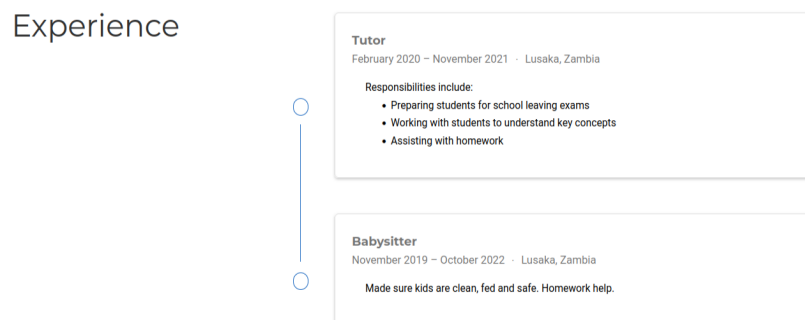 Experience
Tutor
February 2020 – November 2021 · Lusaka, Zambia
Responsibilities include:
• Preparing students for school leaving exams
• Working with students to understand key concepts
• Assisting with homework
Babysitter
November 2019 – October 2022 · Lusaka, Zambia
Made sure kids are clean, fed and safe. Homework help.